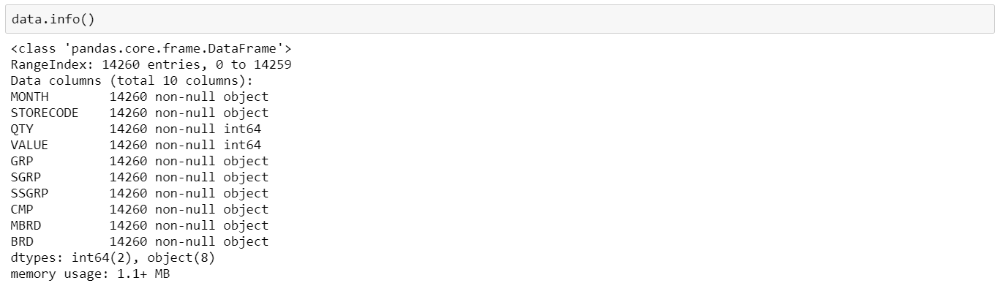 data.info()
<class 'pandas.core.frame.DataFrame'>
RangeIndex: 14260 entries, 0 to 14259
Data columns (total 10 columns):
MONTH        14260 non-null object
STORECODE    14260 non-null object
QTY          14260 non-null int64
VALUE        14260 non-null int64
GRP          14260 non-null object
SGRP         14260 non-null object
SSGRP        14260 non-null object
CMP          14260 non-null object
MBRD         14260 non-null object
BRD          14260 non-null object
dtypes: int64(2), object(8)
memory usage: 1.1+ MB